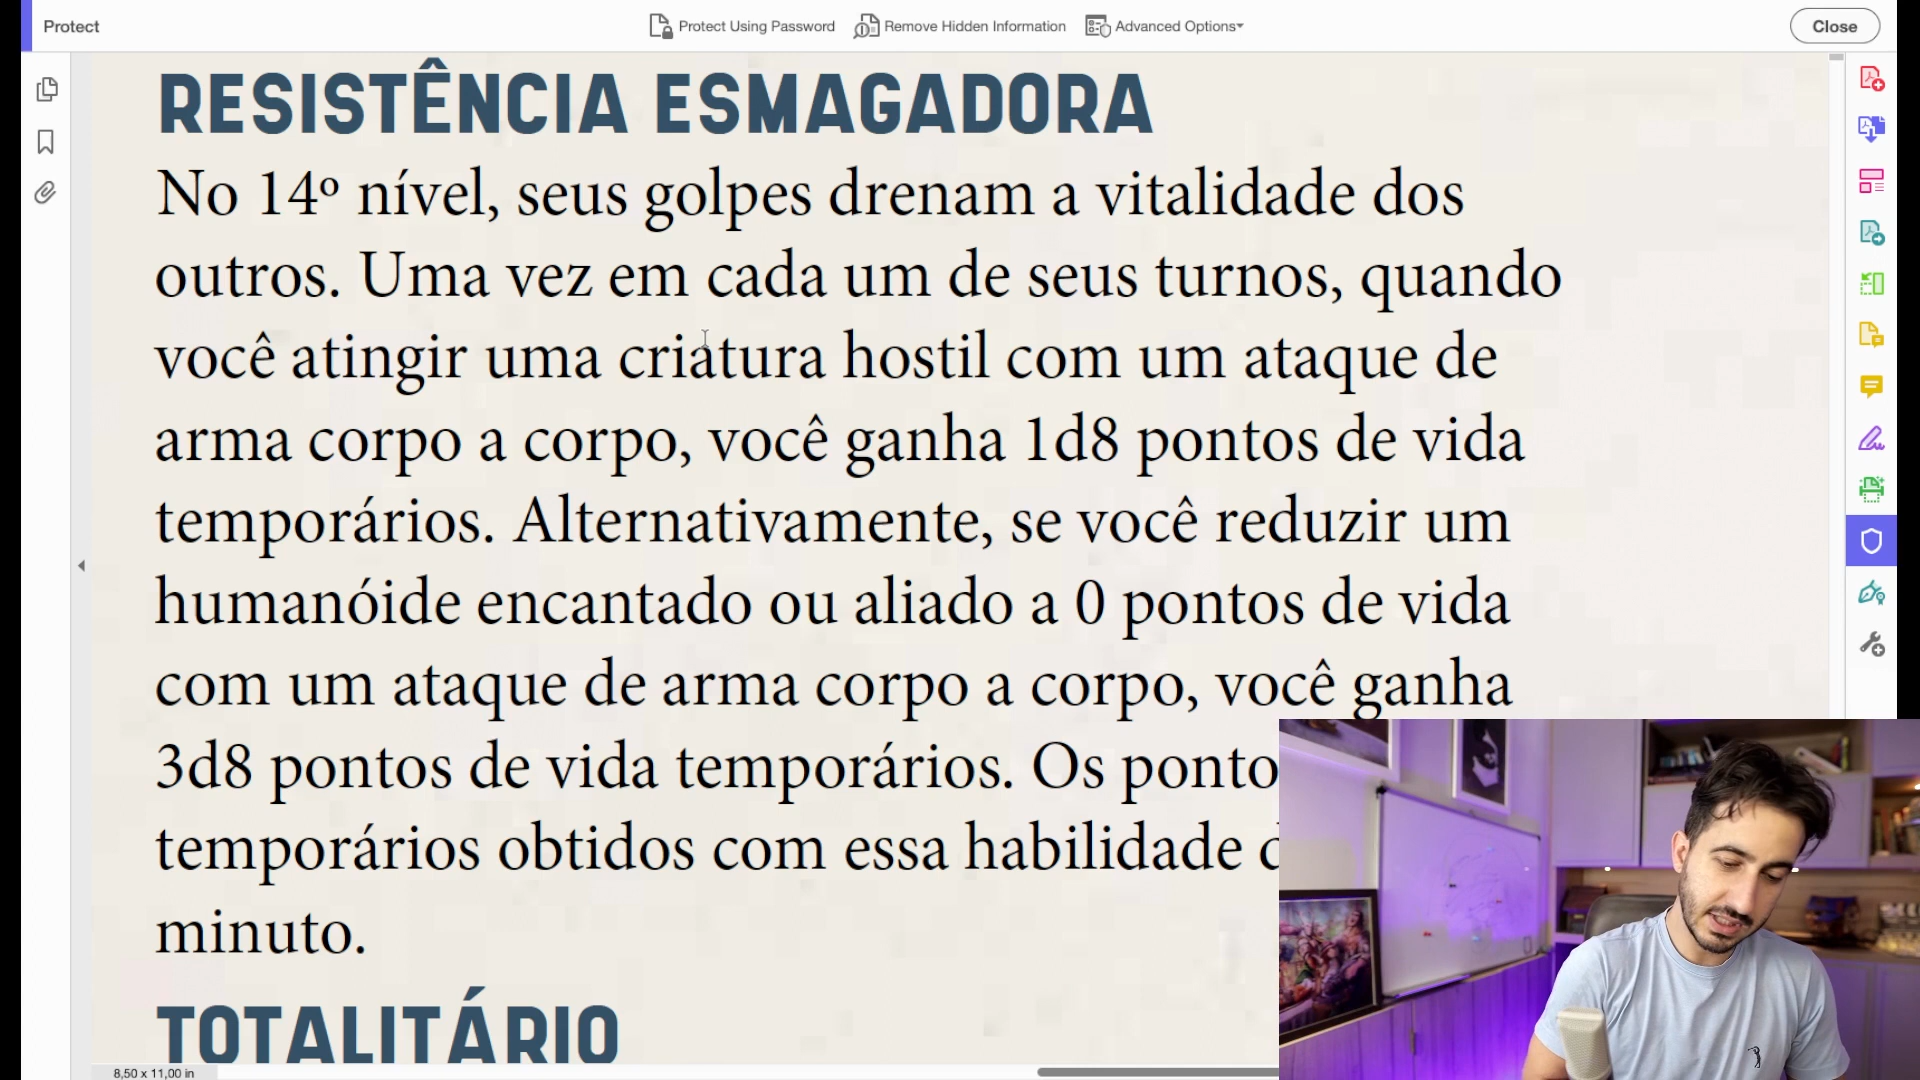 Protect
Protect Using Password
Remove Hidden Information
Advanced Options
Close
RESISTÊNCIA ESMAGADORA
No 14º nível, seus golpes drenam a vitalidade dos
outros. Uma vez em cada um de seus turnos, quando
você atingir uma criatura hostil com um ataque de
arma corpo a corpo, você ganha 1d8 pontos de vida
temporários. Alternativamente, se você reduzir um
humanóide encantado ou aliado a 0 pontos de vida
com um ataque de arma corpo a corpo, você ganha
3d8 pontos de vida temporários. Os ponto
temporários obtidos com essa habilidade
minuto.
TOTALITÁRIO
8,50 x 11,00 in